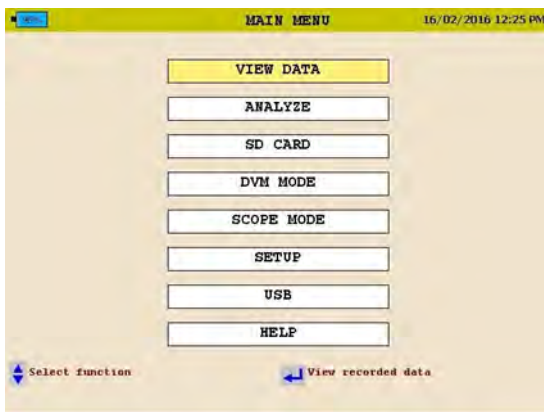 MAIN MENU 16/02/2016 12:25 PM
VIEW DATA
ANALYZE
SD CARD
DVM MODE
SCOPE MODE
SETUP
USB
HELP
Select function View recorded data